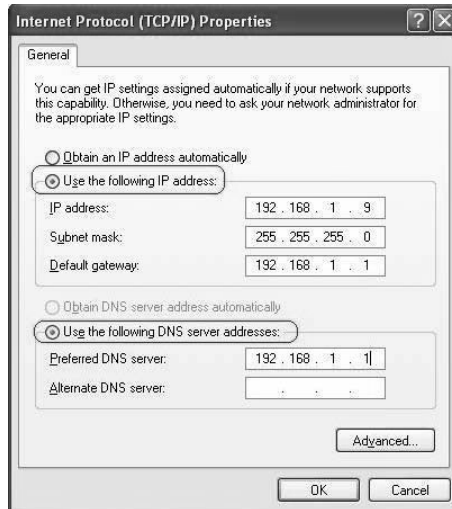 Internet Protocol (TCP/IP) Properties
General
You can get IP settings assigned automatically if your network supports
this capability. Otherwise, you need to ask your network administrator for
the appropriate IP settings.
Obtain an IP address automatically
Use the following IP address:
IP address: 192 . 168 . 1 . 9
Subnet mask: 255 . 255 . 255 . 0
Default gateway: 192 . 168 . 1 . 1
Obtain DNS server address automatically
Use the following DNS server addresses:
Preferred DNS server: 192 . 168 . 1 . 1
Alternate DNS server: . . .
Advanced...
OK Cancel